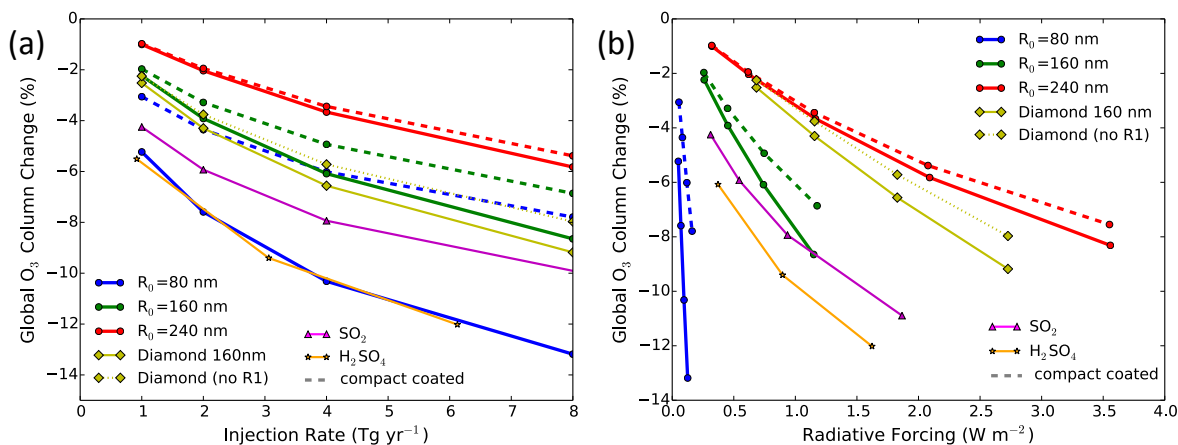 (a)
Global O₃ Column Change (%)
0
−2
−4
−6
−8
−10
−12
−14
−15
R₀=80 nm
R₀=160 nm
R₀=240 nm
Diamond 160nm
Diamond (no R1)
SO₂
H₂SO₄
compact coated
0 1 2 3 4 5 6 7 8
Injection Rate (Tg yr⁻¹)
(b)
Global O₃ Column Change (%)
0
−2
−4
−6
−8
−10
−12
−14
R₀=80 nm
R₀=160 nm
R₀=240 nm
Diamond 160 nm
Diamond (no R1)
SO₂
H₂SO₄
compact coated
0.0 0.5 1.0 1.5 2.0 2.5 3.0 3.5 4.0
Radiative Forcing (W m⁻²)